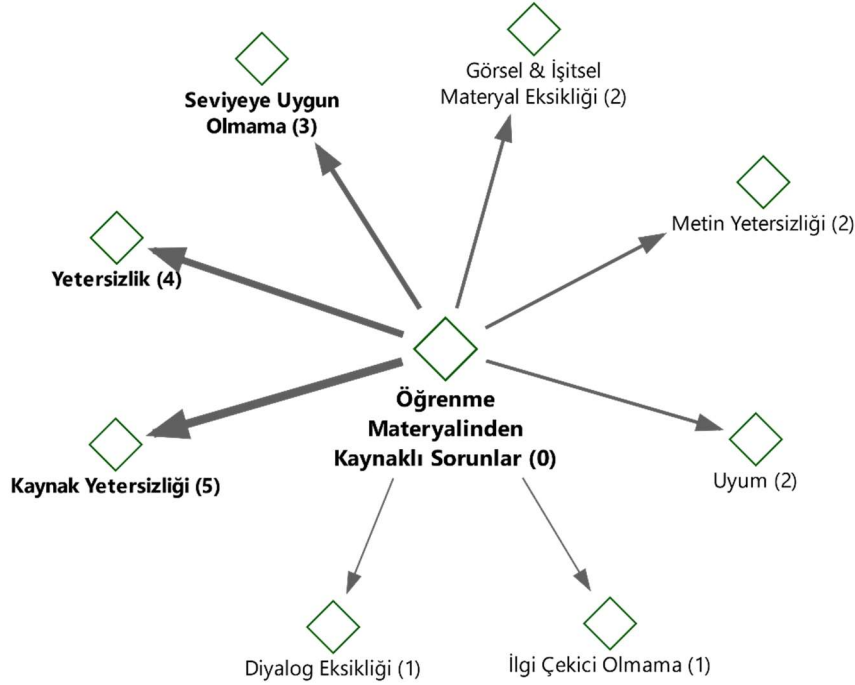 Görsel & İşitsel
Materyal Eksikliği (2)
Seviyeye Uygun
Olmama (3)
Metin Yetersizliği (2)
Yetersizlik (4)
Öğrenme
Materyalinden
Kaynaklı Sorunlar (0)
Kaynak Yetersizliği (5)
Uyum (2)
Diyalog Eksikliği (1)
İlgi Çekici Olmama (1)